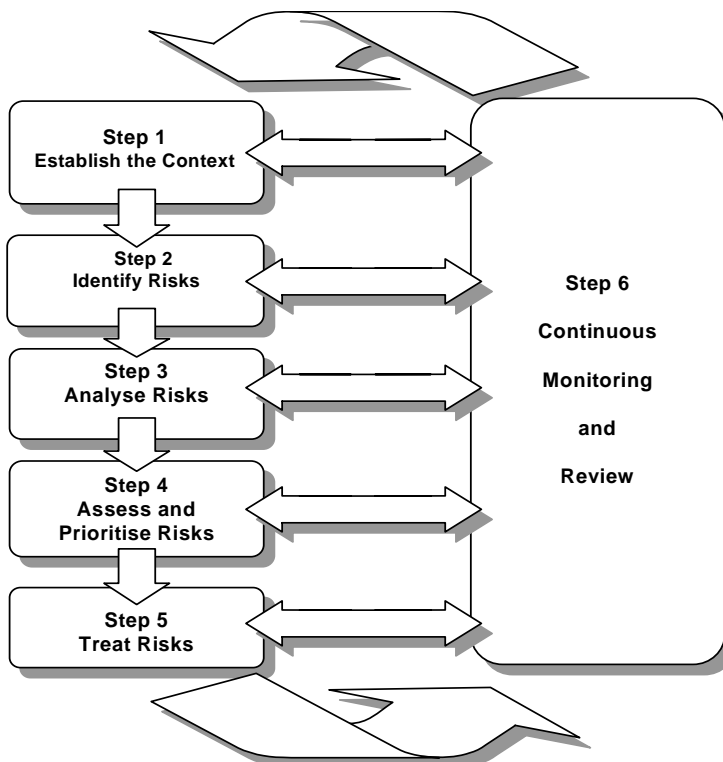 Step 1
Establish the Context
Step 2
Identify Risks
Step 3
Analyse Risks
Step 4
Assess and
Prioritise Risks
Step 5
Treat Risks
Step 6
Continuous
Monitoring
and
Review